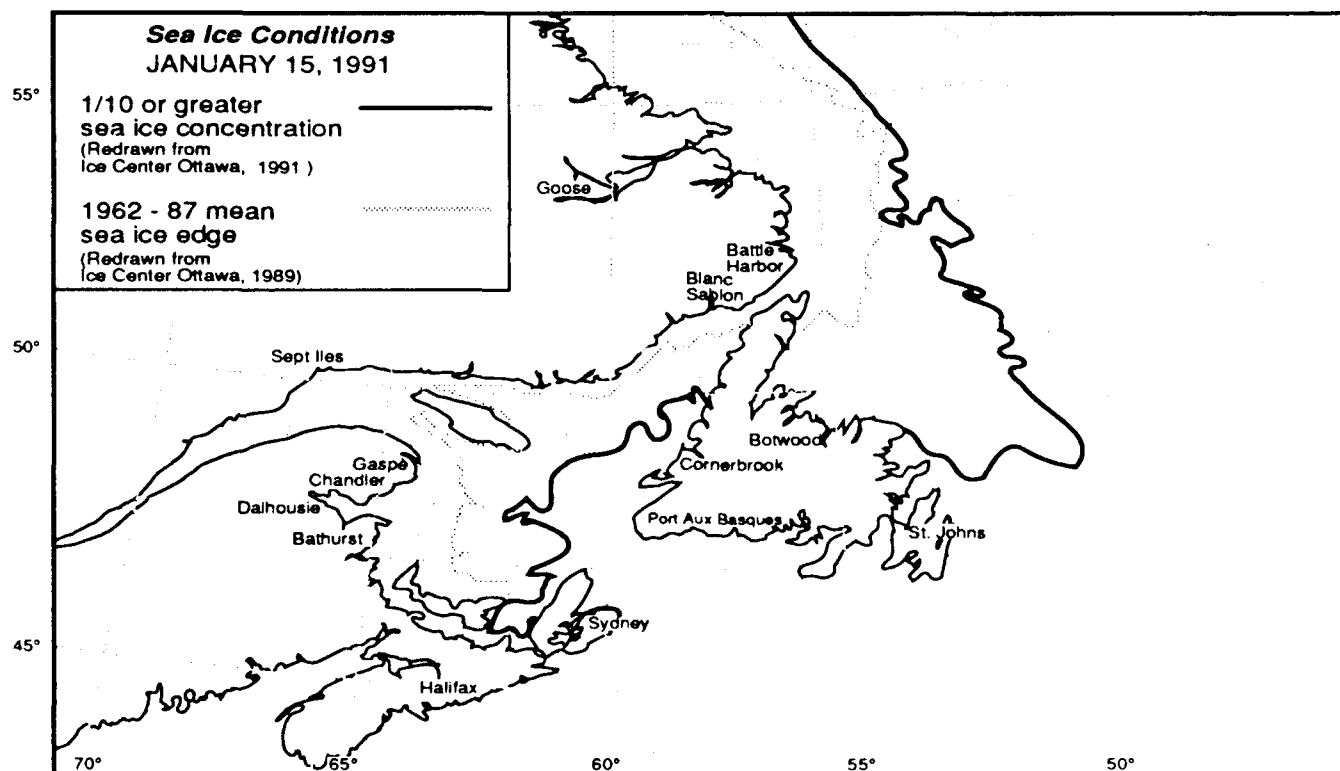 Sea Ice Conditions
JANUARY 15, 1991
1/10 or greater
sea ice concentration
(Redrawn from
Ice Center Ottawa, 1991 )
1962 - 87 mean
sea ice edge
(Redrawn from
Ice Center Ottawa, 1989)
55°
Goose
Battle
Harbor
Blanc
Sablon
50°
Sept Iles
Botwood
Gaspe
Cornerbrook
Chandler
Dalhousie
Port Aux Basques
St. Johns
Bathurst
Sydney
45°
Halifax
70°
65°
60°
55°
50°